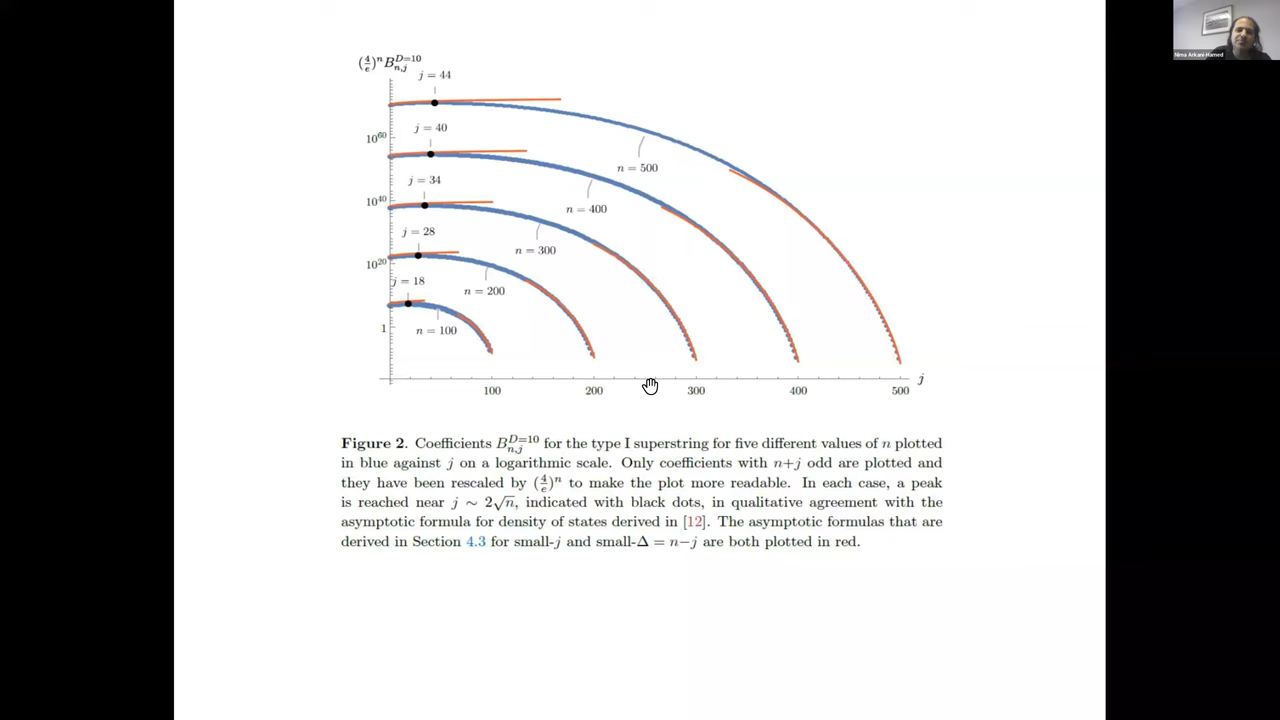 (4/e)^n B_{n,j}^{D=10}
j = 44
j = 40
10^60
n = 500
j = 34
10^40
n = 400
j = 28
n = 300
10^20
j = 18
n = 200
1
n = 100
j
100 200 300 400 500
Figure 2. Coefficients B_{n,j}^{D=10} for the type I superstring for five different values of n plotted
in blue against j on a logarithmic scale. Only coefficients with n+j odd are plotted and
they have been rescaled by (4/e)^n to make the plot more readable. In each case, a peak
is reached near j ∼ 2√n, indicated with black dots, in qualitative agreement with the
asymptotic formula for density of states derived in [12]. The asymptotic formulas that are
derived in Section 4.3 for small-j and small-Δ = n−j are both plotted in red.
Nima Arkani-Hamed